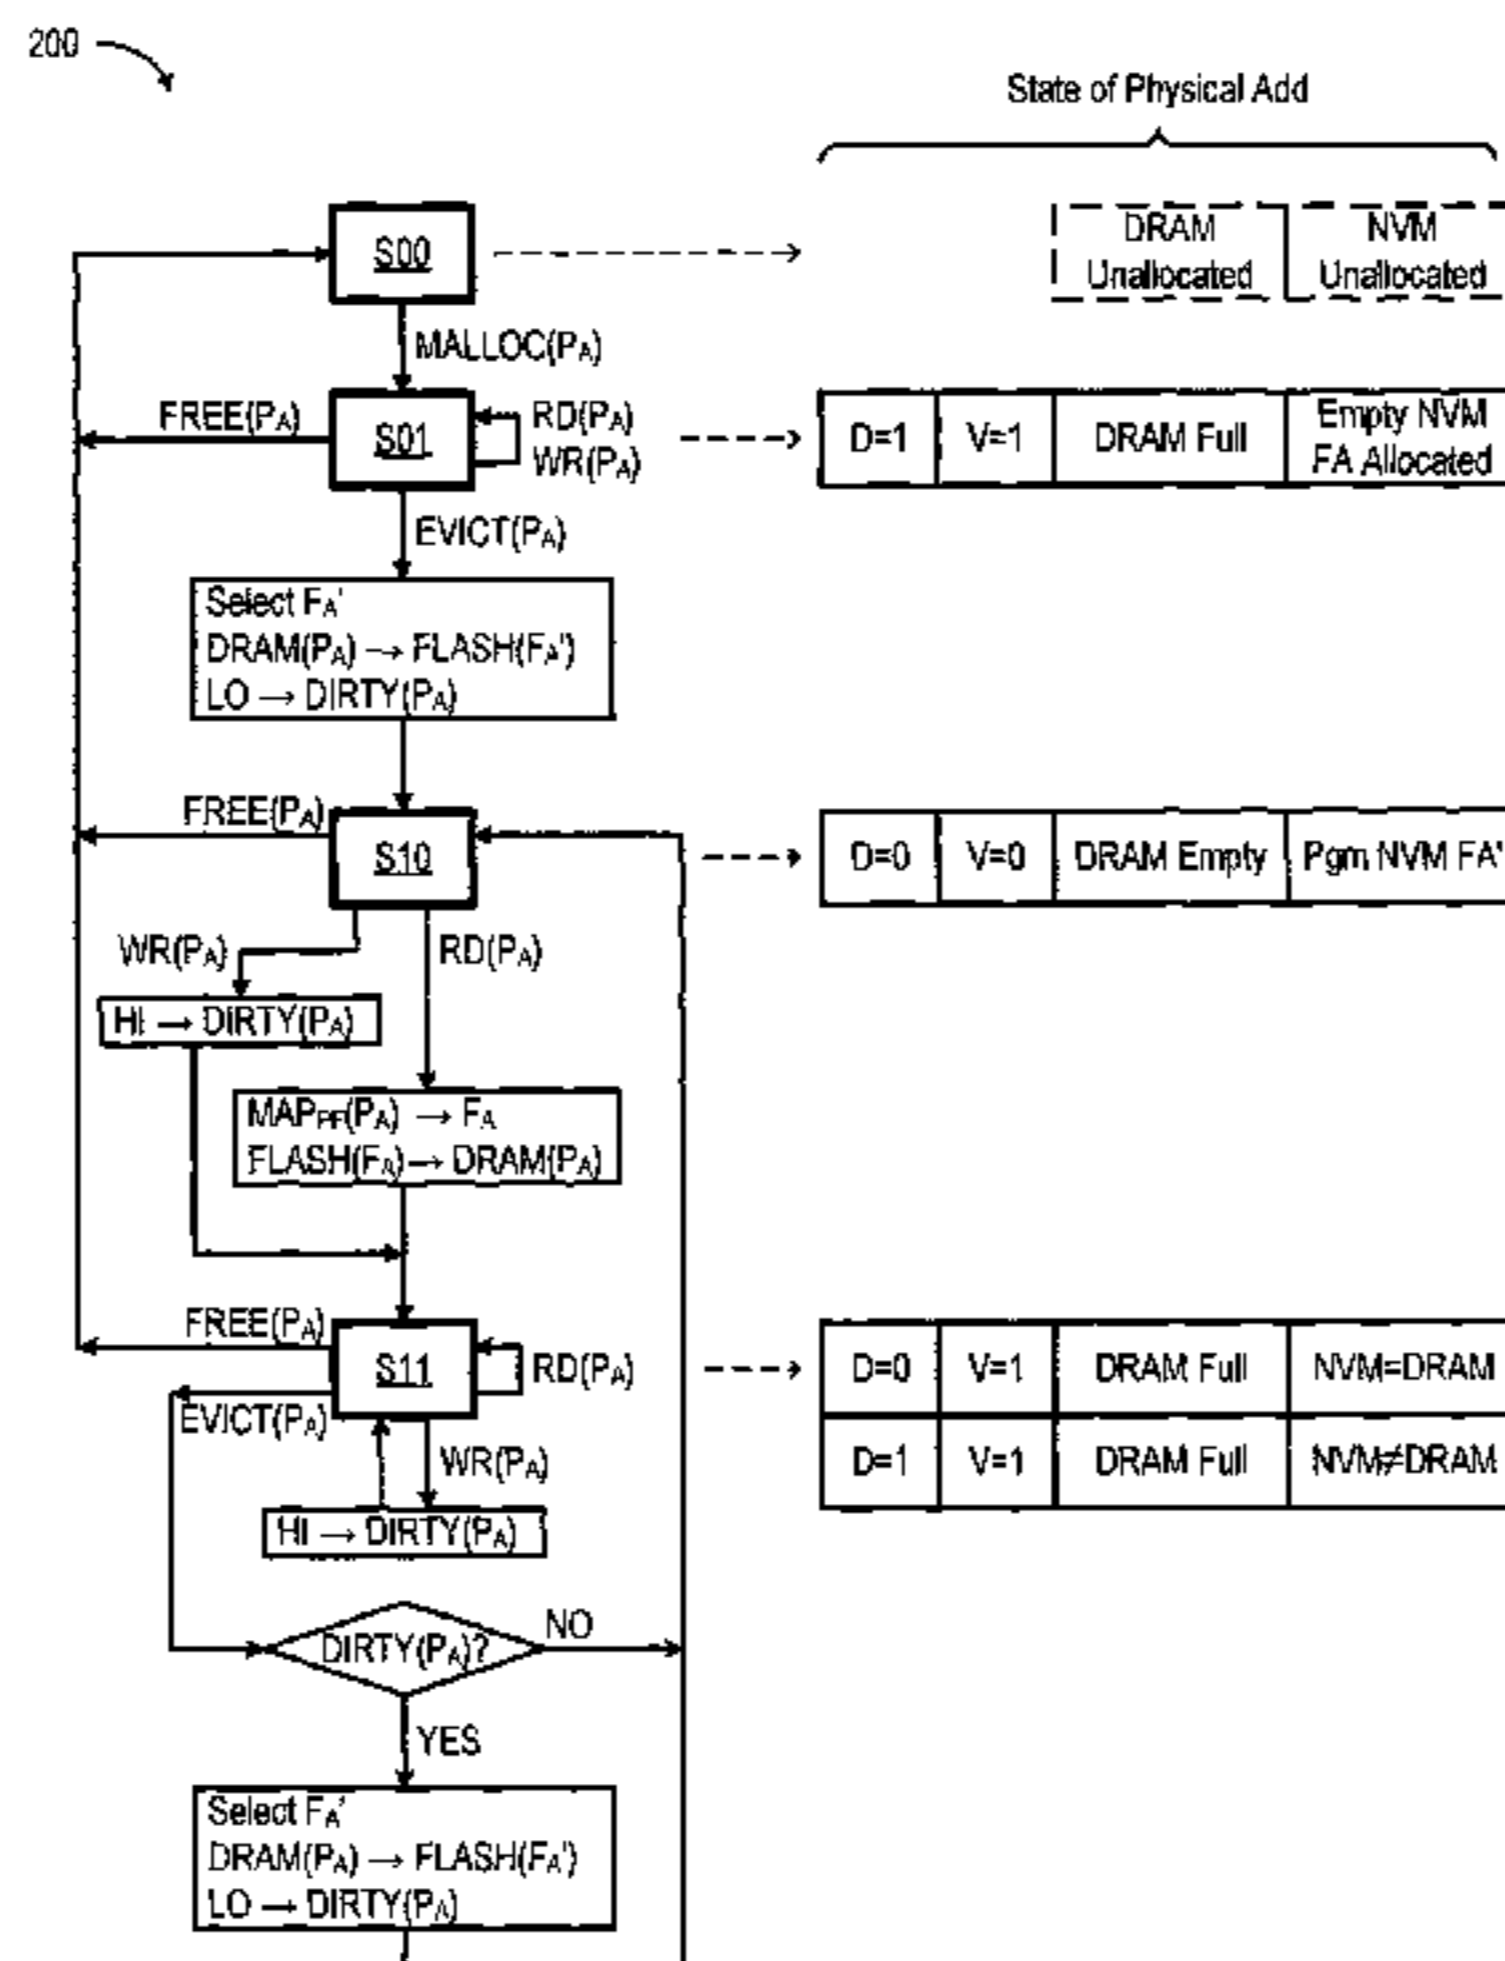 200
State of Physical Add
S00
DRAM Unallocated
NVM Unallocated
MALLOC(PA)
FREE(PA)
S01
RD(PA)
WR(PA)
D=1
V=1
DRAM Full
Empty NVM
FA Allocated
EVICT(PA)
Select FA'
DRAM(PA) → FLASH(FA')
LO → DIRTY(PA)
FREE(PA)
S10
D=0
V=0
DRAM Empty
Pgm NVM FA'
WR(PA)
RD(PA)
HI → DIRTY(PA)
MAPPF(PA) → FA
FLASH(FA) → DRAM(PA)
FREE(PA)
S11
RD(PA)
D=0
V=1
DRAM Full
NVM=DRAM
EVICT(PA)
WR(PA)
D=1
V=1
DRAM Full
NVM≠DRAM
HI → DIRTY(PA)
DIRTY(PA)?
NO
YES
Select FA'
DRAM(PA) → FLASH(FA')
LO → DIRTY(PA)